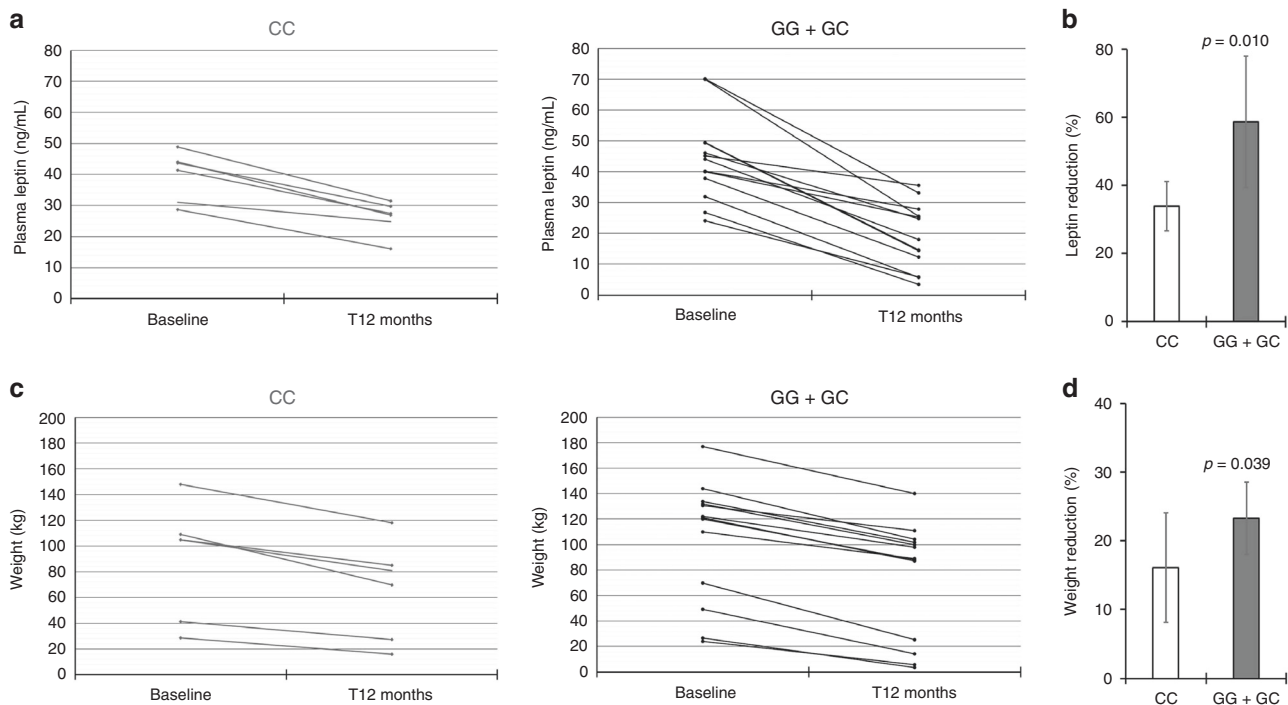 a
CC
Plasma leptin (ng/mL)
80
70
60
50
40
30
20
10
0
Baseline T12 months
GG + GC
Plasma leptin (ng/mL)
80
70
60
50
40
30
20
10
0
Baseline T12 months
b
p = 0.010
Leptin reduction (%)
80
60
40
20
0
CC GG + GC
c
CC
Weight (kg)
200
180
160
140
120
100
80
60
40
20
0
Baseline T12 months
GG + GC
Weight (kg)
200
180
160
140
120
100
80
60
40
20
0
Baseline T12 months
d
p = 0.039
Weight reduction (%)
40
30
20
10
0
CC GG + GC